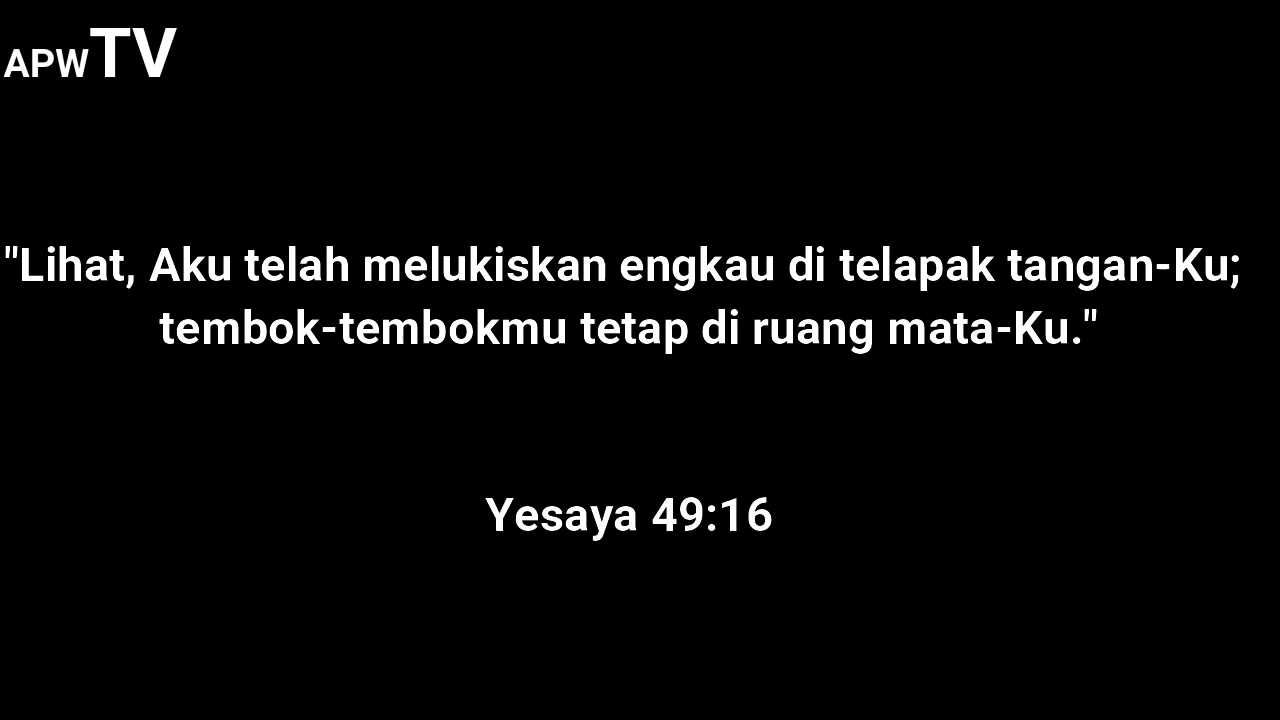 APWTV
"Lihat, Aku telah melukiskan engkau di telapak tangan-Ku;
tembok-tembokmu tetap di ruang mata-Ku."
Yesaya 49:16